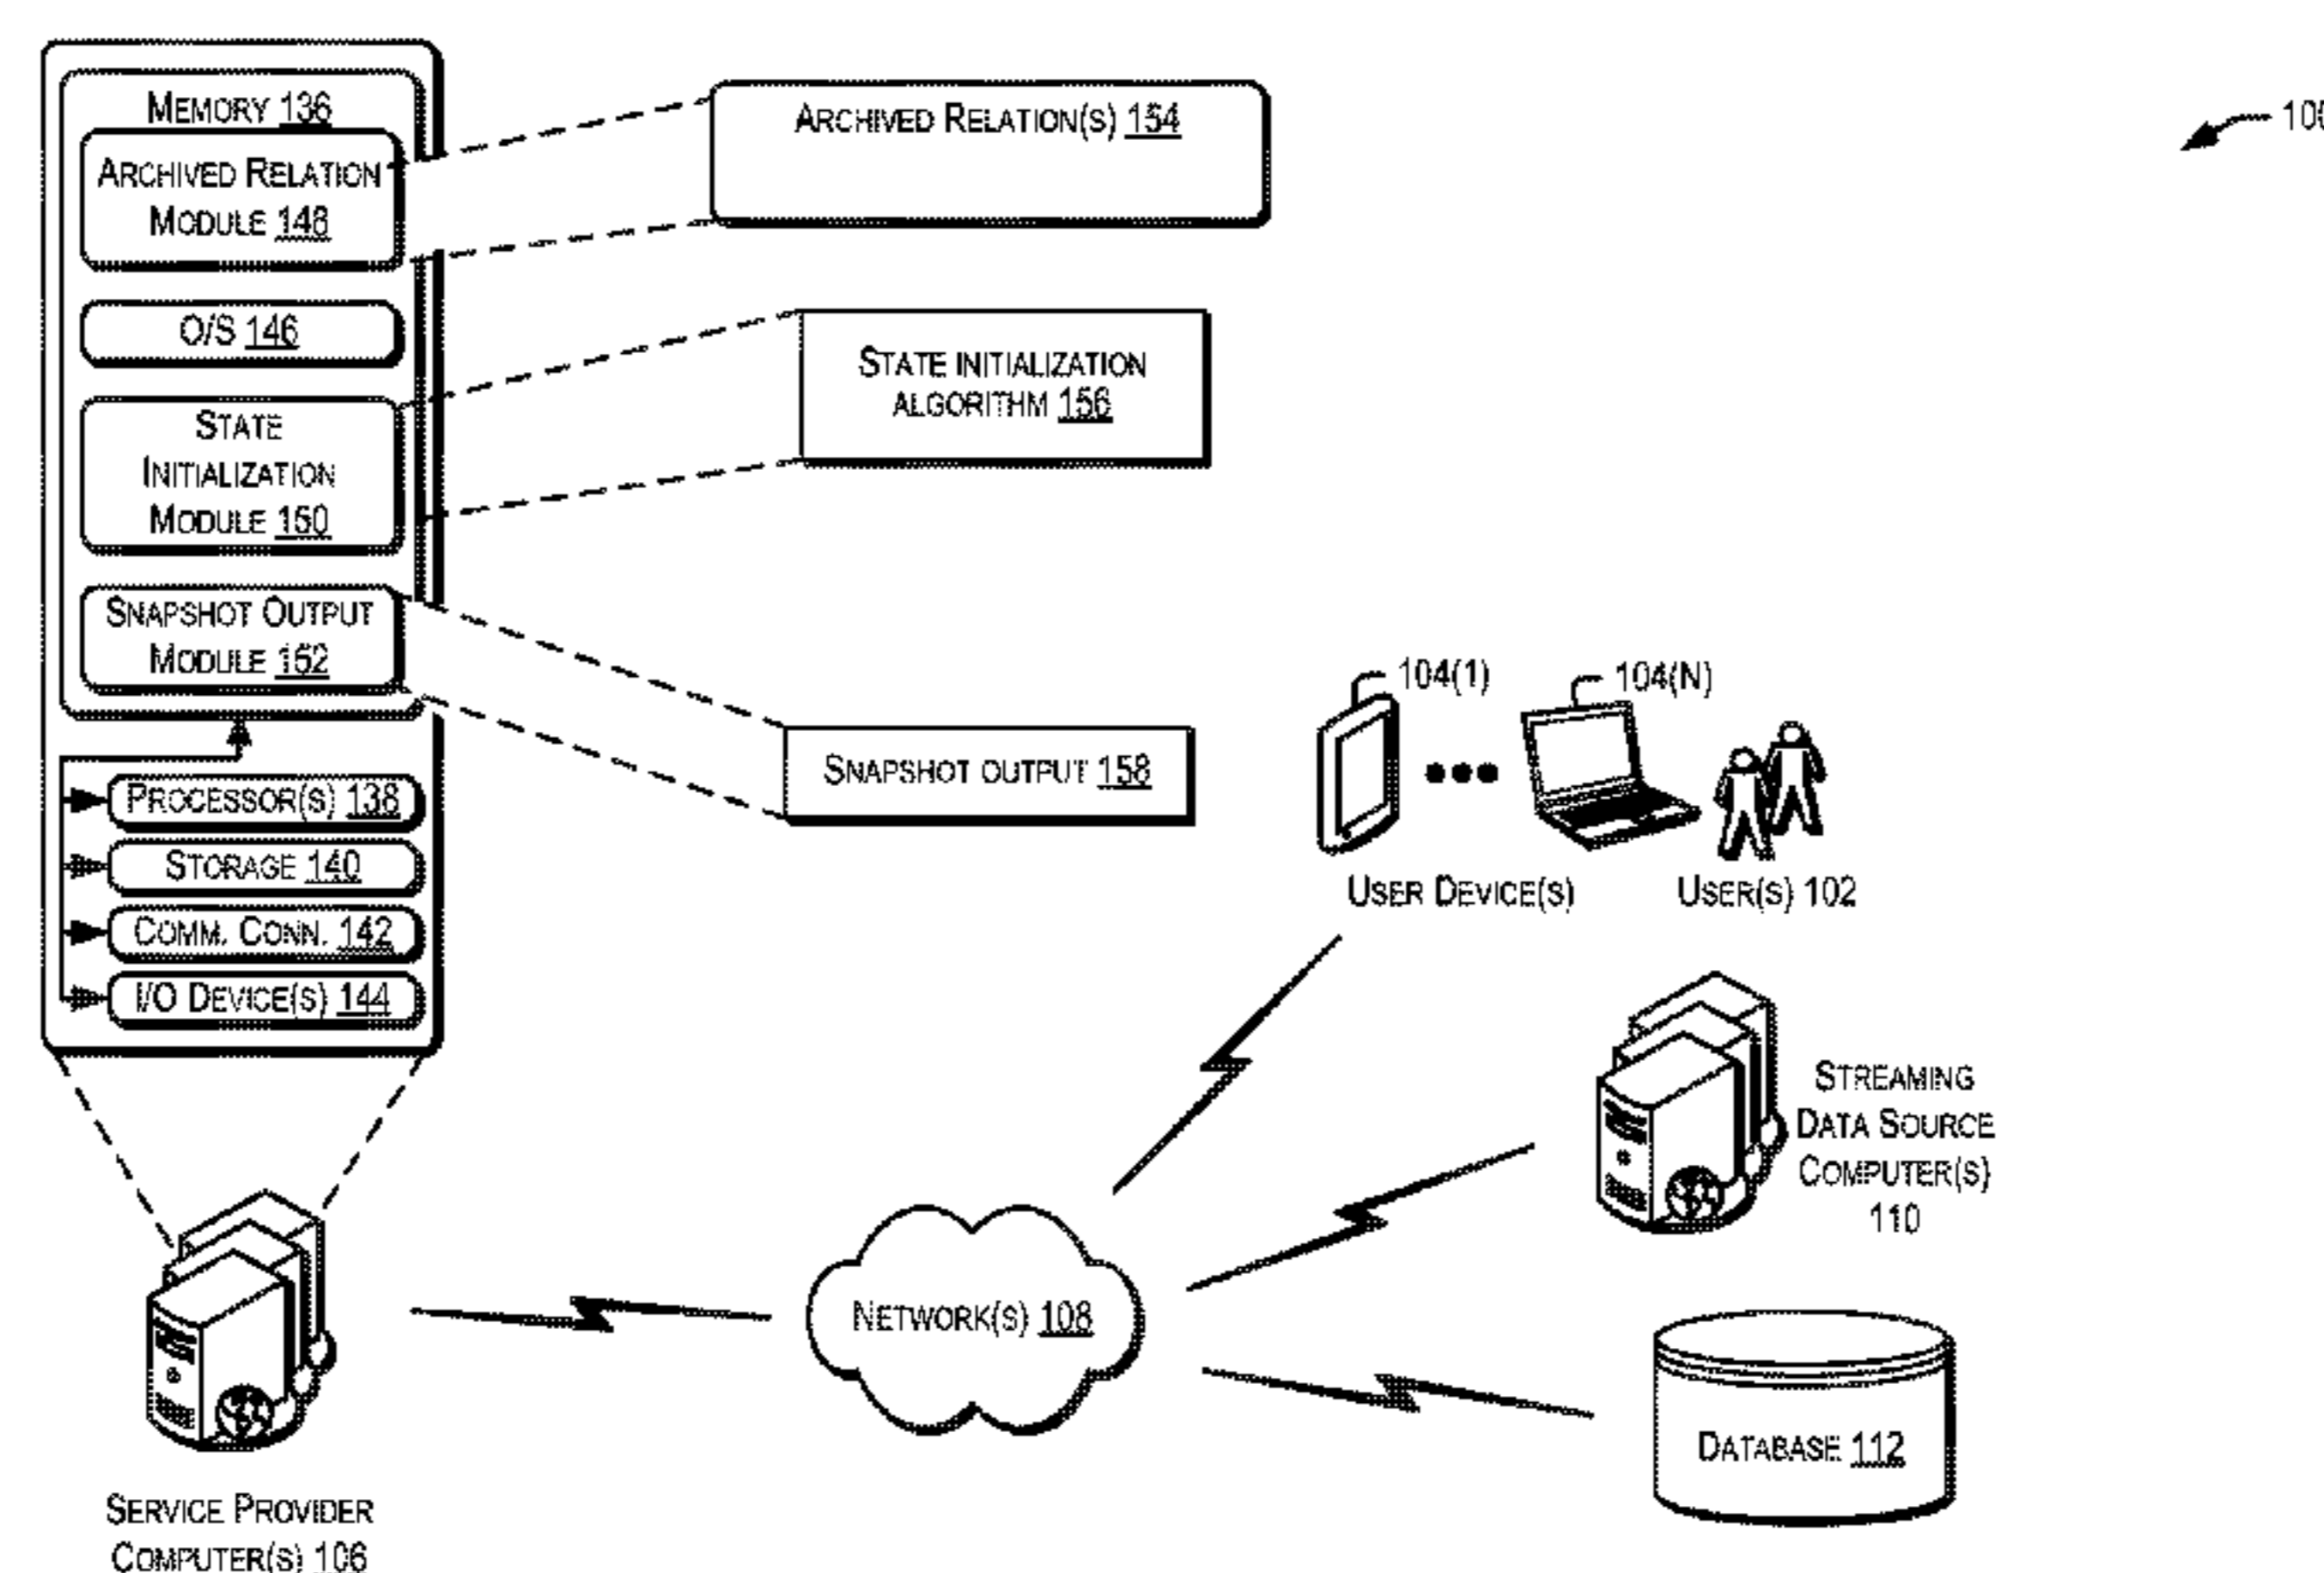 MEMORY 136
ARCHIVED RELATION
MODULE 148
O/S 146
STATE
INITIALIZATION
MODULE 150
SNAPSHOT OUTPUT
MODULE 152
PROCESSOR(S) 138
STORAGE 140
COMM. CONN. 142
I/O DEVICE(S) 144
SERVICE PROVIDER
COMPUTER(S) 106
ARCHIVED RELATION(S) 154
STATE INITIALIZATION
ALGORITHM 156
SNAPSHOT OUTPUT 158
NETWORK(S) 108
100
104(1)
104(N)
USER DEVICE(S)
USER(S) 102
STREAMING
DATA SOURCE
COMPUTER(S)
110
DATABASE 112